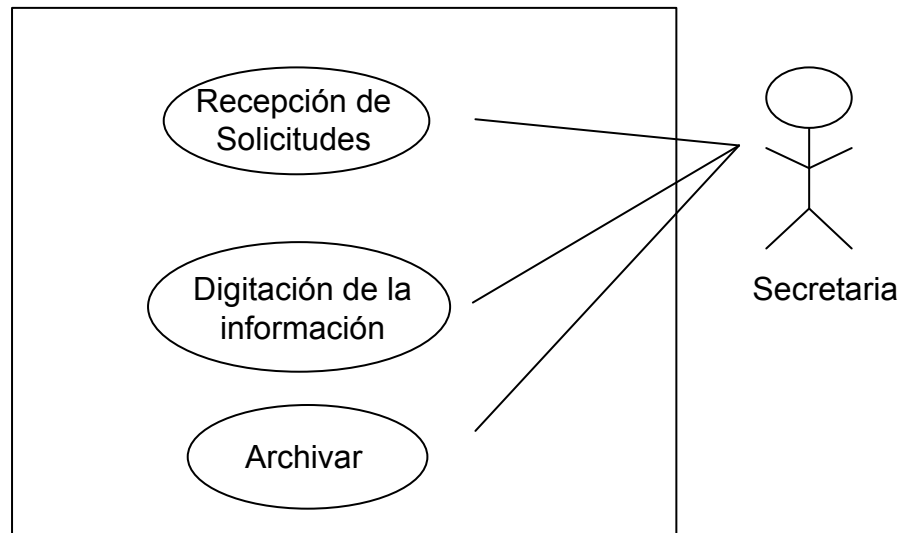 Recepción de
Solicitudes
Digitación de la
información
Archivar
Secretaria